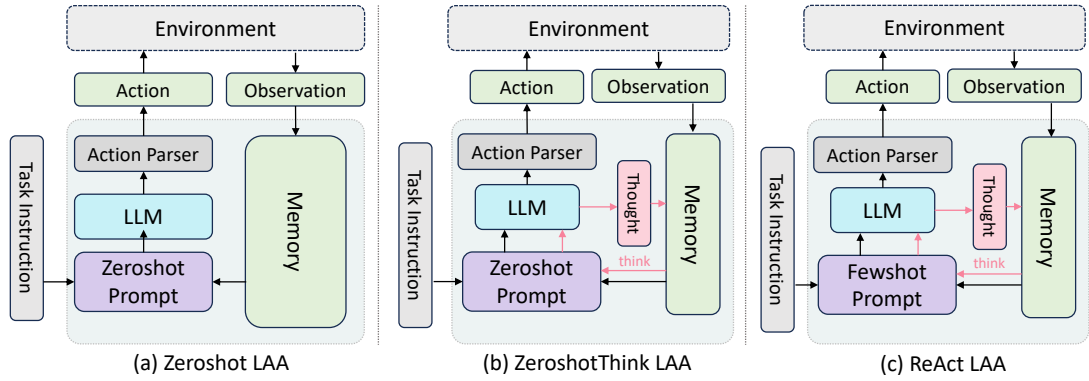 Environment
Action
Observation
Action Parser
Task Instruction
LLM
Memory
Zeroshot
Prompt
(a) Zeroshot LAA
Environment
Action
Observation
Action Parser
Task Instruction
LLM
Thought
Memory
think
Zeroshot
Prompt
(b) ZeroshotThink LAA
Environment
Action
Observation
Action Parser
Task Instruction
LLM
Thought
Memory
think
Fewshot
Prompt
(c) ReAct LAA